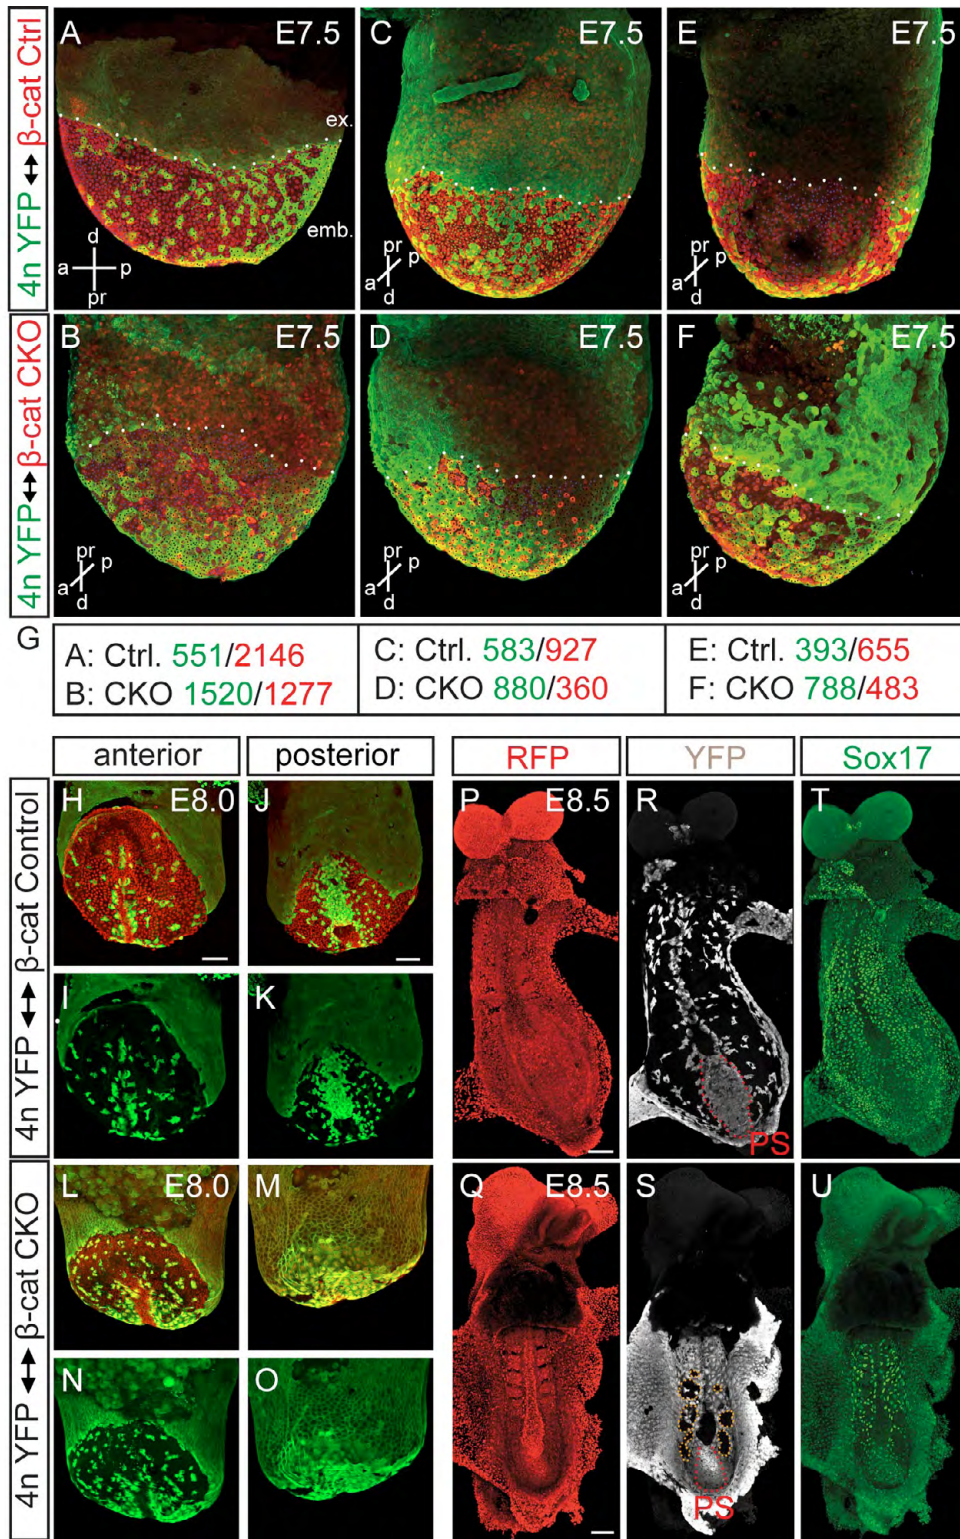 4n YFP ↔ β-cat Ctrl
A
E7.5
ex.
emb.
d
a
p
pr
C
E7.5
pr
p
a
d
E
E7.5
pr
p
a
d
4n YFP↔β-cat CKO
B
E7.5
pr
p
a
d
D
E7.5
pr
p
a
d
F
E7.5
pr
p
a
d
G
A: Ctrl. 551/2146
B: CKO 1520/1277
C: Ctrl. 583/927
D: CKO 880/360
E: Ctrl. 393/655
F: CKO 788/483
anterior
posterior
RFP
YFP
Sox17
4n YFP ↔ β-cat Control
H
E8.0
J
I
K
P
E8.5
R
PS
T
4n YFP ↔ β-cat CKO
L
E8.0
M
N
O
Q
E8.5
S
PS
U